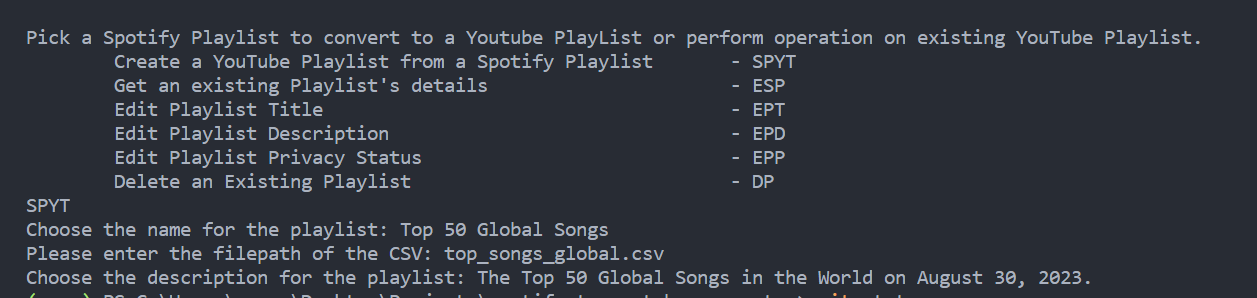 Pick a Spotify Playlist to convert to a Youtube PlayList or perform operation on existing YouTube Playlist.
Create a YouTube Playlist from a Spotify Playlist - SPYT
Get an existing Playlist's details - ESP
Edit Playlist Title - EPT
Edit Playlist Description - EPD
Edit Playlist Privacy Status - EPP
Delete an Existing Playlist - DP
SPYT
Choose the name for the playlist: Top 50 Global Songs
Please enter the filepath of the CSV: top_songs_global.csv
Choose the description for the playlist: The Top 50 Global Songs in the World on August 30, 2023.